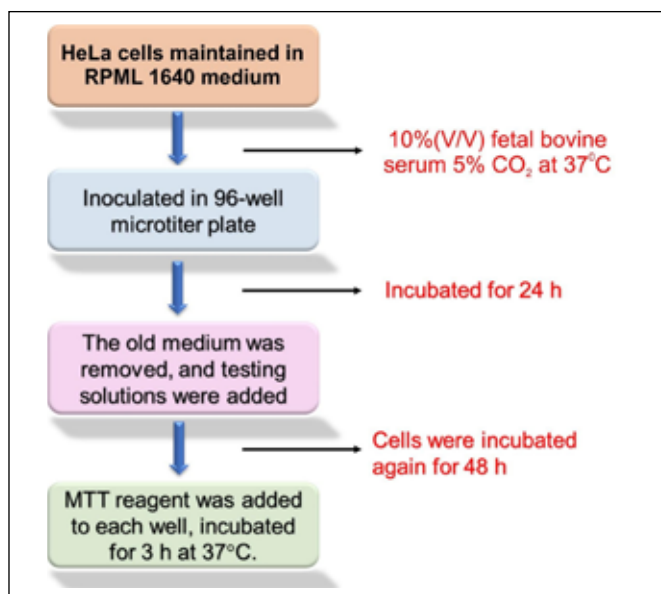 HeLa cells maintained in
RPML 1640 medium
10%(V/V) fetal bovine
serum 5% CO₂ at 37⁰C
Inoculated in 96-well
microtiter plate
Incubated for 24 h
The old medium was
removed, and testing
solutions were added
Cells were incubated
again for 48 h
MTT reagent was added
to each well, incubated
for 3 h at 37°C.